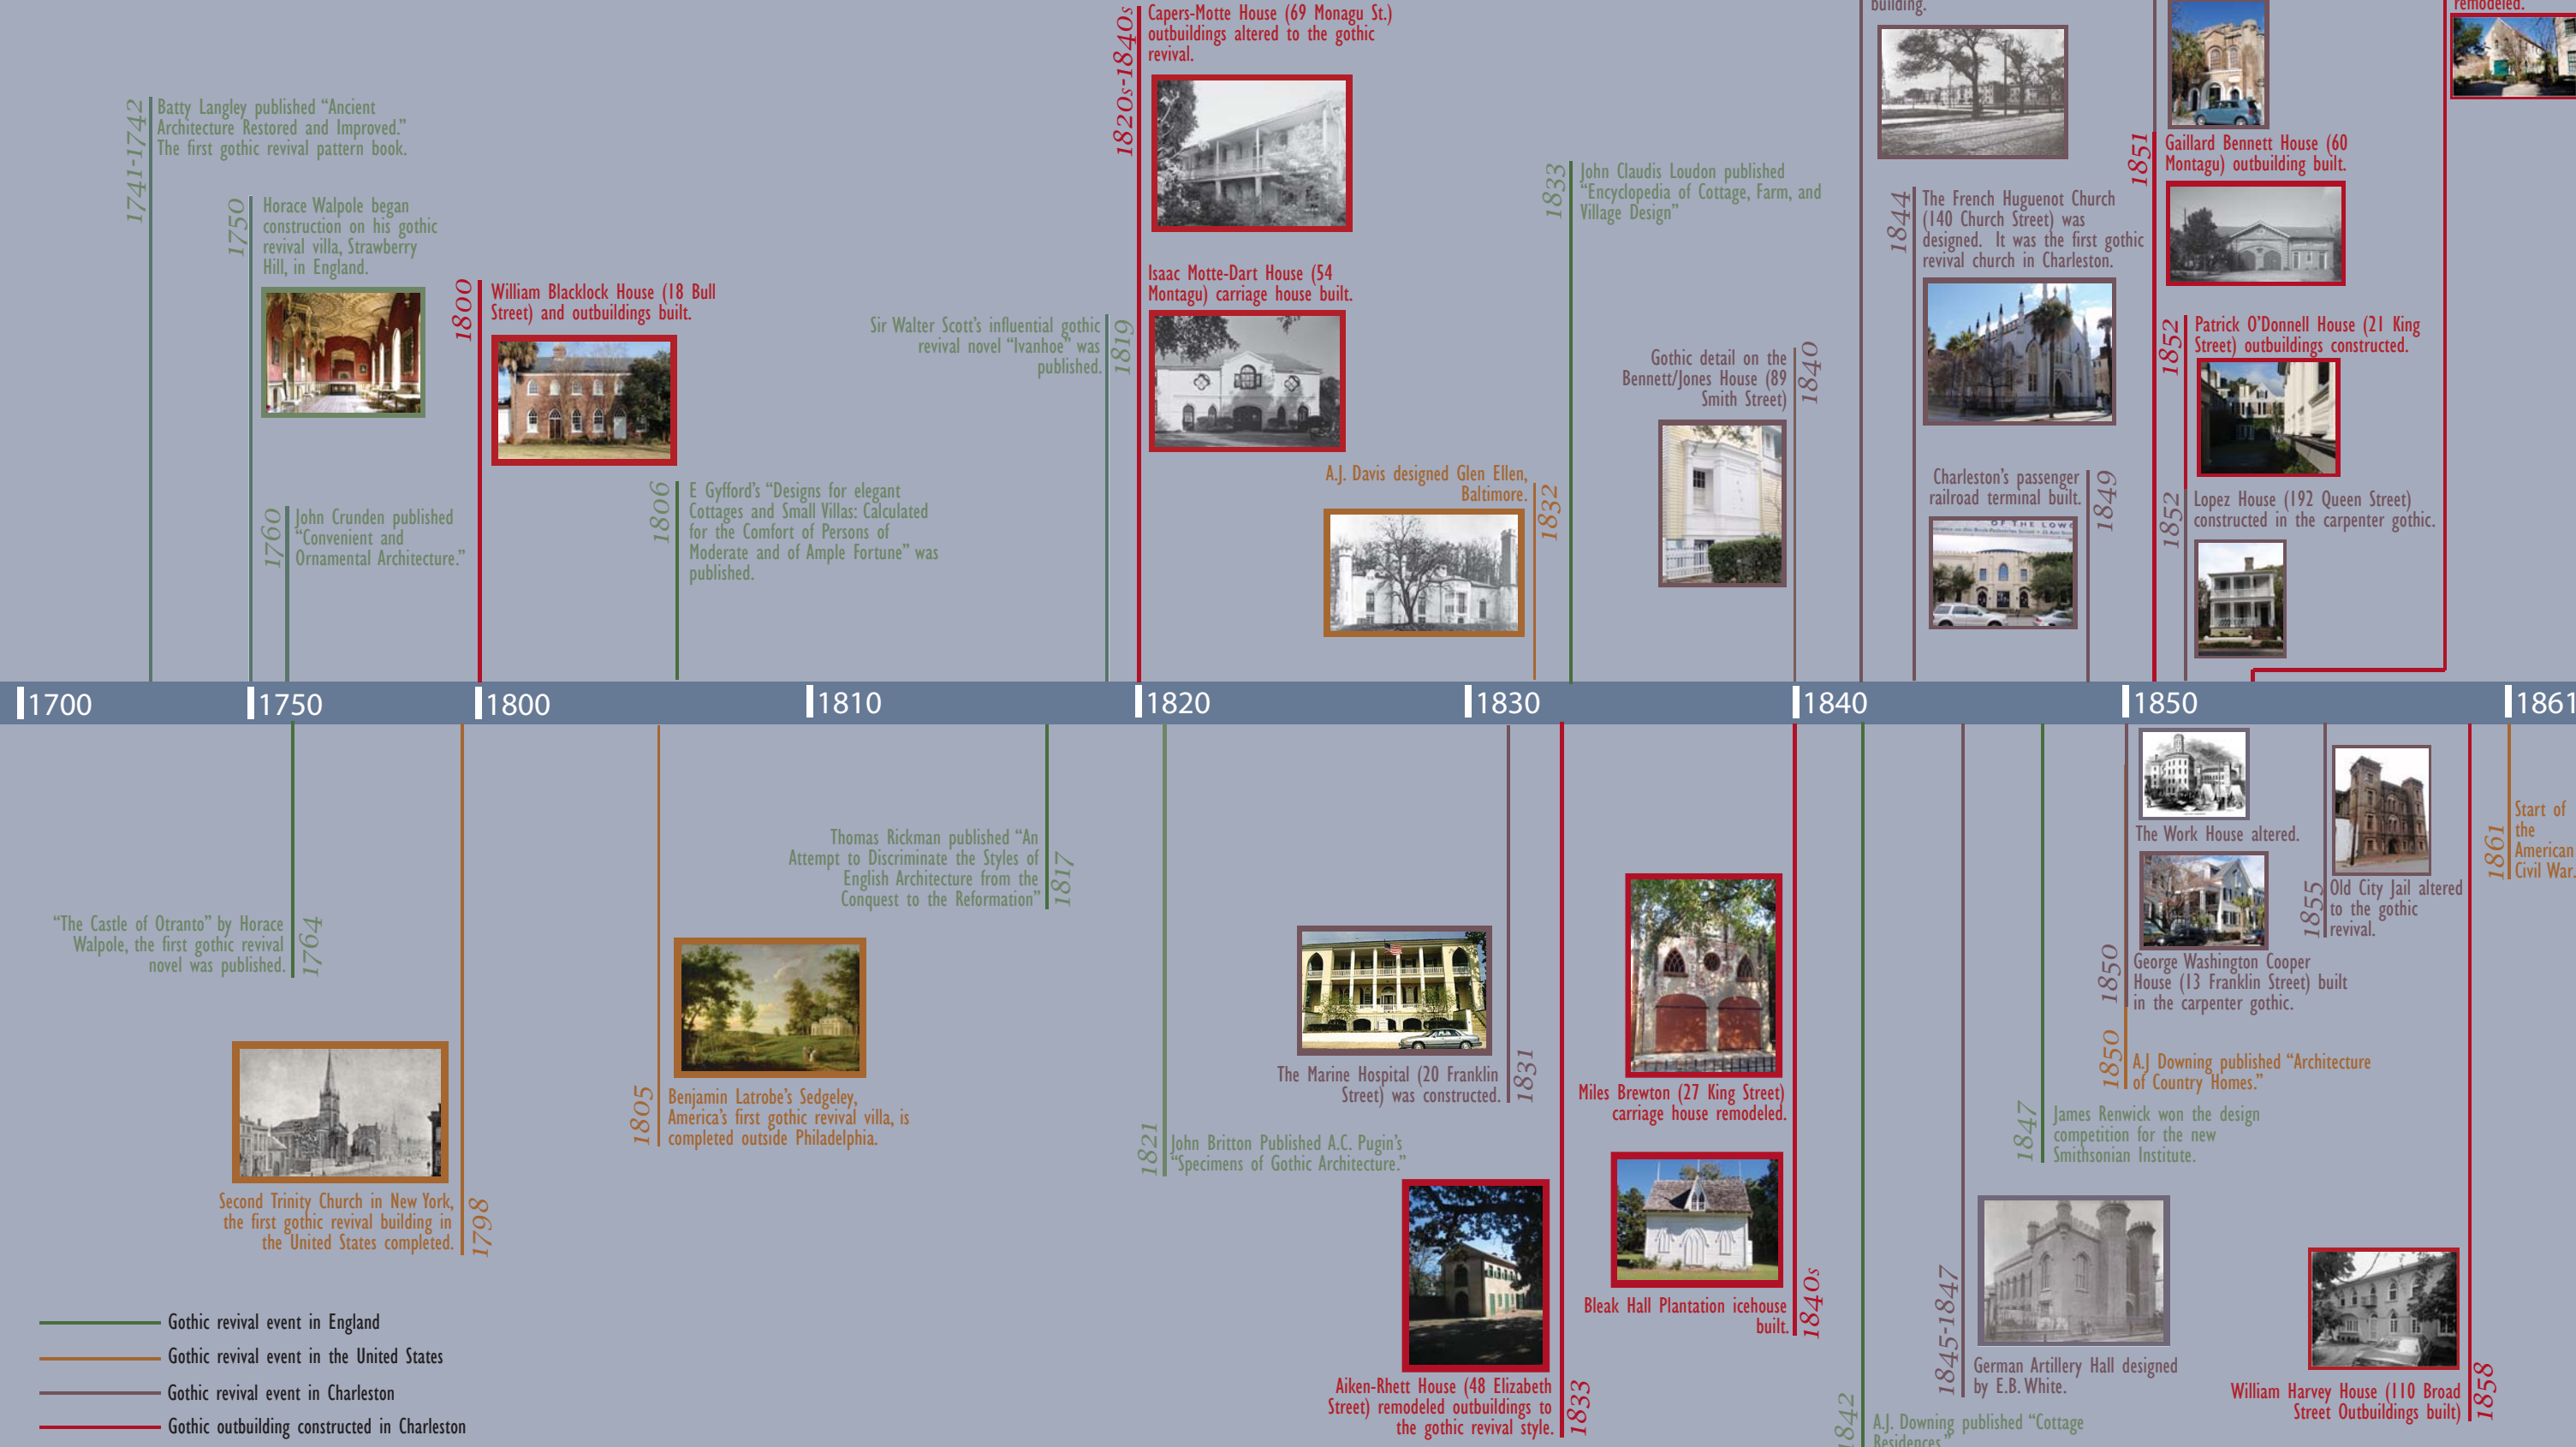 building.
remodeled.
1820s-1840s
Capers-Motte House (69 Monagu St.)
outbuildings altered to the gothic
revival.
1741-1742
Batty Langley published “Ancient
Architecture Restored and Improved.”
The first gothic revival pattern book.
1750
Horace Walpole began
construction on his gothic
revival villa, Strawberry
Hill, in England.
1760
John Crunden published
“Convenient and
Ornamental Architecture.”
1800
William Blacklock House (18 Bull
Street) and outbuildings built.
1806
E Gyfford’s “Designs for elegant
Cottages and Small Villas: Calculated
for the Comfort of Persons of
Moderate and of Ample Fortune” was
published.
Sir Walter Scott’s influential gothic
revival novel “Ivanhoe” was
published.
1819
Isaac Motte-Dart House (54
Montagu) carriage house built.
A.J. Davis designed Glen Ellen,
Baltimore.
1832
1833
John Claudis Loudon published
“Encyclopedia of Cottage, Farm, and
Village Design”
Gothic detail on the
Bennett/Jones House (89
Smith Street)
1840
1844
The French Huguenot Church
(140 Church Street) was
designed. It was the first gothic
revival church in Charleston.
Charleston’s passenger
railroad terminal built.
1849
OF THE LOWC
1851
Gaillard Bennett House (60
Montagu) outbuilding built.
1852
Patrick O’Donnell House (21 King
Street) outbuildings constructed.
1852
Lopez House (192 Queen Street)
constructed in the carpenter gothic.
1700
1750
1800
1810
1820
1830
1840
1850
1861
“The Castle of Otranto” by Horace
Walpole, the first gothic revival
novel was published.
1764
Second Trinity Church in New York,
the first gothic revival building in
the United States completed.
1798
1805
Benjamin Latrobe’s Sedgeley,
America’s first gothic revival villa, is
completed outside Philadelphia.
Thomas Rickman published “An
Attempt to Discriminate the Styles of
English Architecture from the
Conquest to the Reformation”
1817
1821
John Britton Published A.C. Pugin’s
“Specimens of Gothic Architecture.”
The Marine Hospital (20 Franklin
Street) was constructed.
1831
Aiken-Rhett House (48 Elizabeth
Street) remodeled outbuildings to
the gothic revival style.
1833
Miles Brewton (27 King Street)
carriage house remodeled.
Bleak Hall Plantation icehouse
built.
1840s
1842
A.J. Downing published “Cottage
Residences”
1845-1847
German Artillery Hall designed
by E.B. White.
1847
James Renwick won the design
competition for the new
Smithsonian Institute.
The Work House altered.
1850
George Washington Cooper
House (13 Franklin Street) built
in the carpenter gothic.
1850
A.J Downing published “Architecture
of Country Homes.”
1855
Old City Jail altered
to the gothic
revival.
William Harvey House (110 Broad
Street Outbuildings built)
1858
1861
Start of
the
American
Civil War.
Gothic revival event in England
Gothic revival event in the United States
Gothic revival event in Charleston
Gothic outbuilding constructed in Charleston